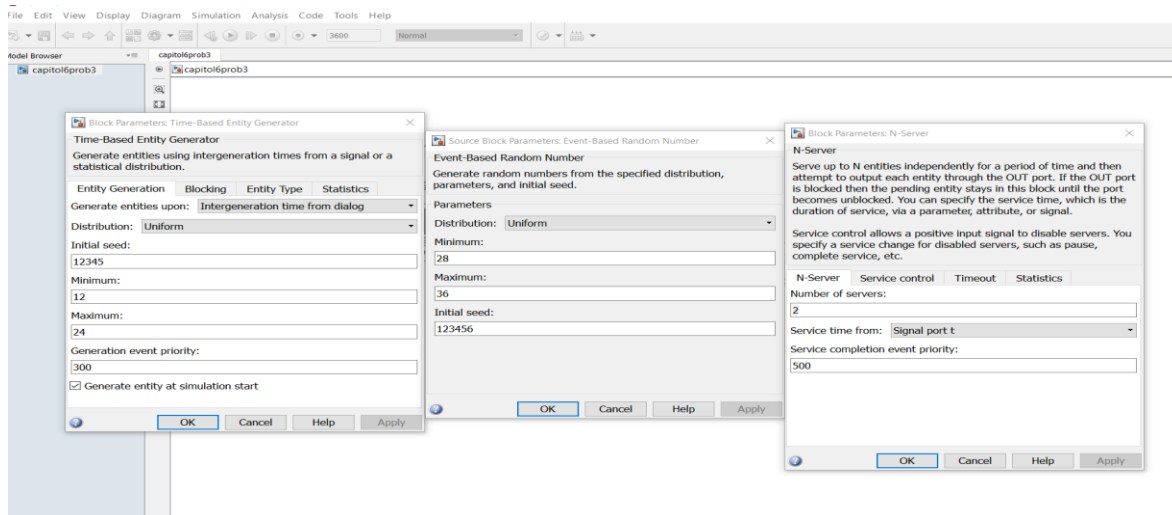 File Edit View Display Diagram Simulation Analysis Code Tools Help
3600 Normal
Model Browser
capitol6prob3
capitol6prob3
capitol6prob3
Block Parameters: Time-Based Entity Generator
Time-Based Entity Generator
Generate entities using intergeneration times from a signal or a
statistical distribution.
Entity Generation Blocking Entity Type Statistics
Generate entities upon: Intergeneration time from dialog
Distribution: Uniform
Initial seed:
12345
Minimum:
12
Maximum:
24
Generation event priority:
300
Generate entity at simulation start
OK Cancel Help Apply
Source Block Parameters: Event-Based Random Number
Event-Based Random Number
Generate random numbers from the specified distribution,
parameters, and initial seed.
Parameters
Distribution: Uniform
Minimum:
28
Maximum:
36
Initial seed:
123456
OK Cancel Help Apply
Block Parameters: N-Server
N-Server
Serve up to N entities independently for a period of time and then
attempt to output each entity through the OUT port. If the OUT port
is blocked then the pending entity stays in this block until the port
becomes unblocked. You can specify the service time, which is the
duration of service, via a parameter, attribute, or signal.
Service control allows a positive input signal to disable servers. You
specify a service change for disabled servers, such as pause,
complete service, etc.
N-Server Service control Timeout Statistics
Number of servers:
2
Service time from: Signal port t
Service completion event priority:
500
OK Cancel Help Apply